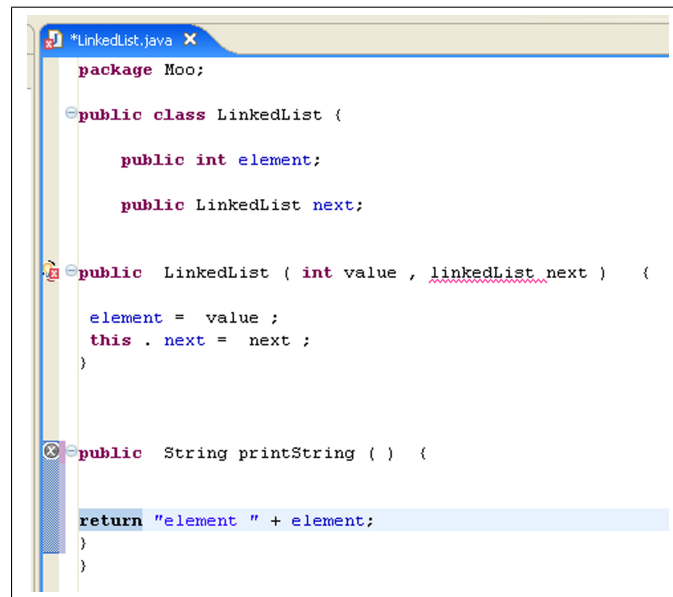 *LinkedList.java
package Moo;
public class LinkedList {
public int element;
public LinkedList next;
public LinkedList ( int value , linkedList next ) {
element = value ;
this . next = next ;
}
public String printString ( ) {
return "element " + element;
}
}